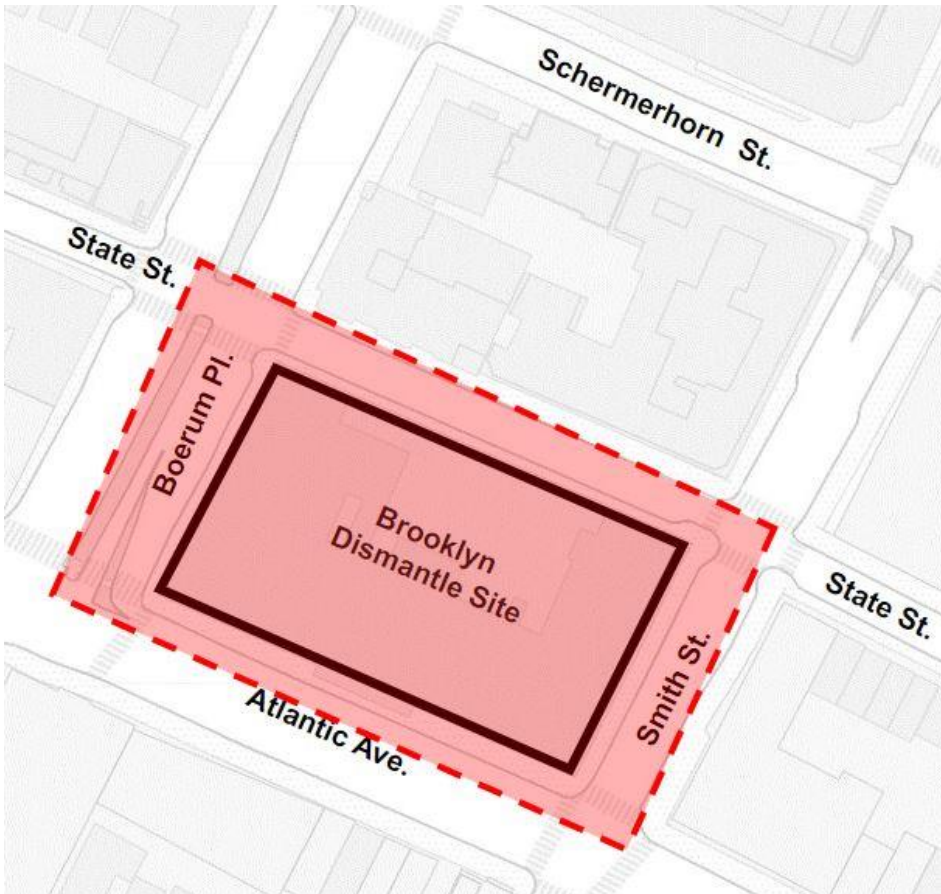 Schermerhorn St.
State St.
Boerum Pl.
Brooklyn
Dismantle Site
State St.
Smith St.
Atlantic Ave.